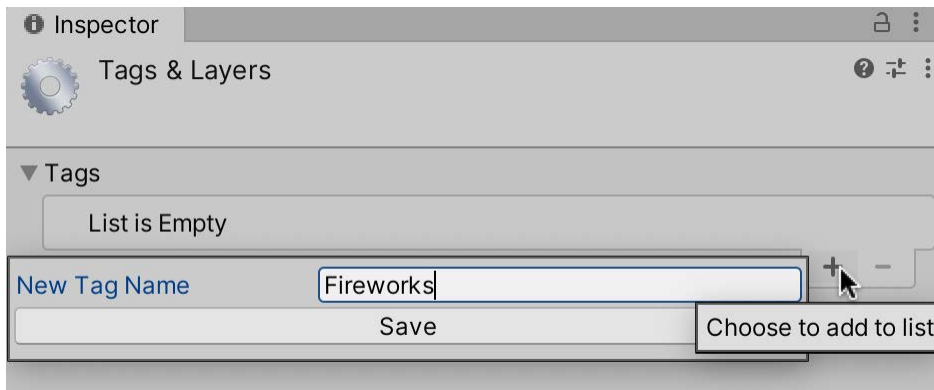 Inspector
Tags & Layers
Tags
List is Empty
New Tag Name Fireworks
Save
Choose to add to list